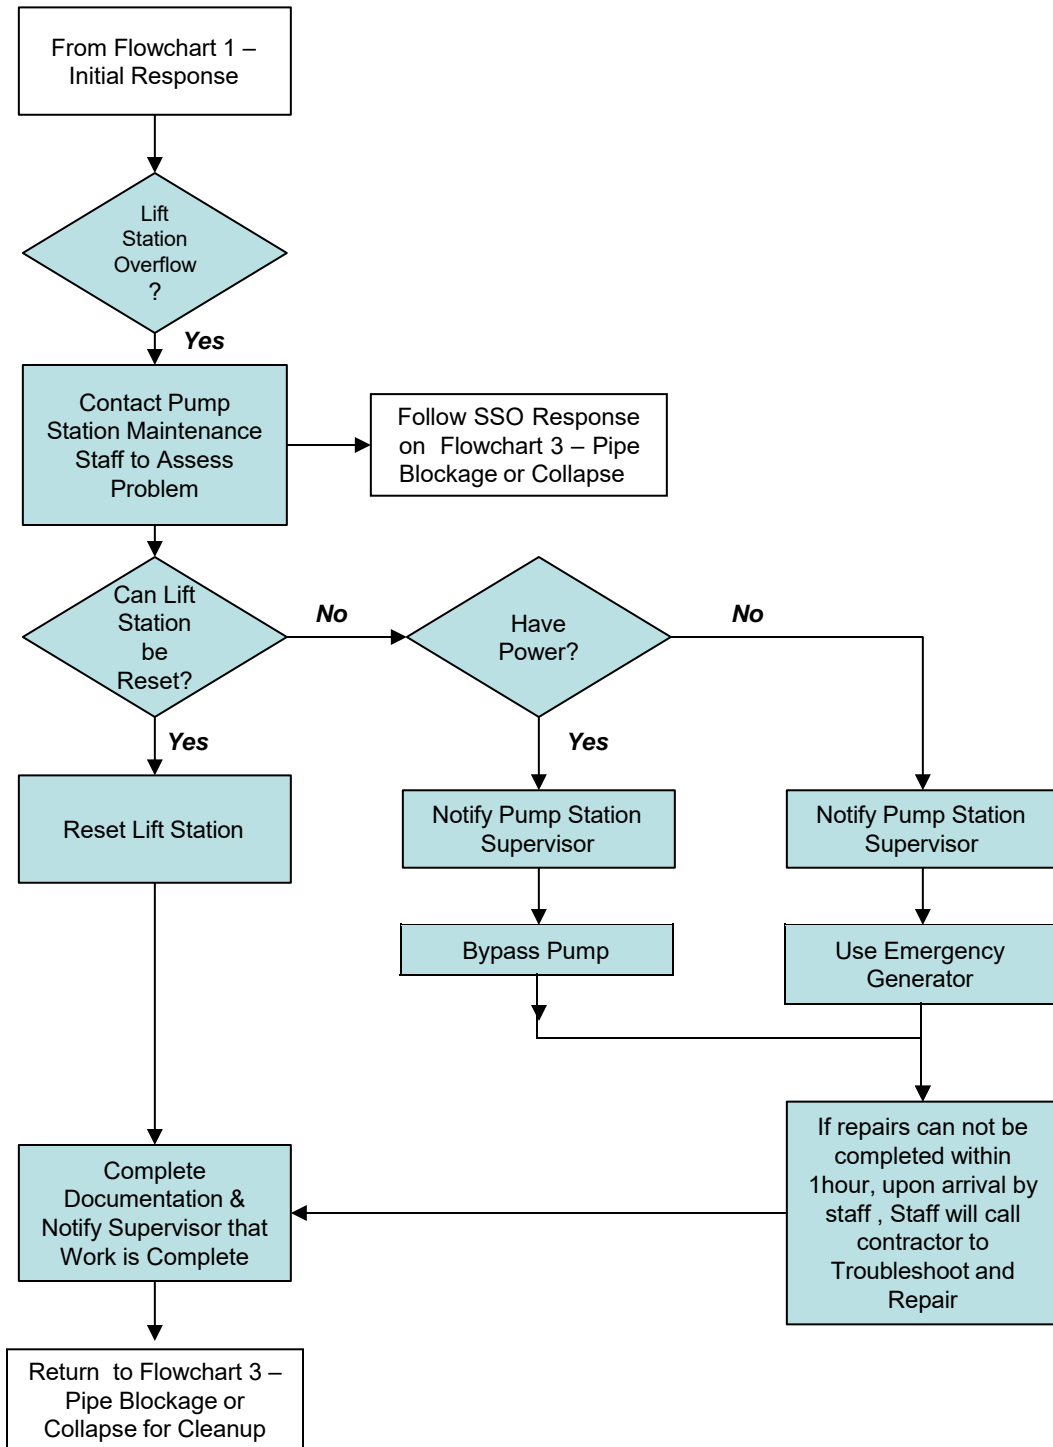 From Flowchart 1 –
Initial Response
Lift
Station
Overflow
?
Yes
Contact Pump
Station Maintenance
Staff to Assess
Problem
Follow SSO Response
on Flowchart 3 – Pipe
Blockage or Collapse
Can Lift
Station
be
Reset?
No
Have
Power?
No
Yes
Yes
Reset Lift Station
Notify Pump Station
Supervisor
Notify Pump Station
Supervisor
Bypass Pump
Use Emergency
Generator
If repairs can not be
completed within
1hour, upon arrival by
staff , Staff will call
contractor to
Troubleshoot and
Repair
Complete
Documentation &
Notify Supervisor that
Work is Complete
Return to Flowchart 3 –
Pipe Blockage or
Collapse for Cleanup